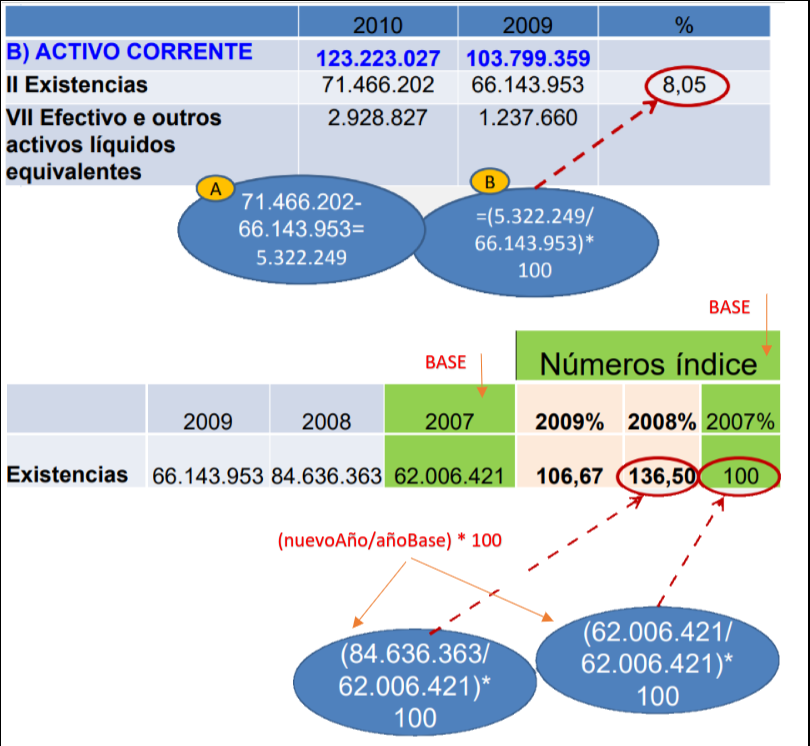 2010 2009 %
B) ACTIVO CORRENTE 123.223.027 103.799.359
II Existencias 71.466.202 66.143.953 8,05
VII Efectivo e outros 2.928.827 1.237.660
activos líquidos
equivalentes
A
71.466.202-
66.143.953=
5.322.249
B
=(5.322.249/
66.143.953)*
100
BASE
BASE
Números índice
2009 2008 2007 2009% 2008% 2007%
Existencias 66.143.953 84.636.363 62.006.421 106,67 136,50 100
(nuevoAño/añoBase) * 100
(84.636.363/
62.006.421)*
100
(62.006.421/
62.006.421)*
100